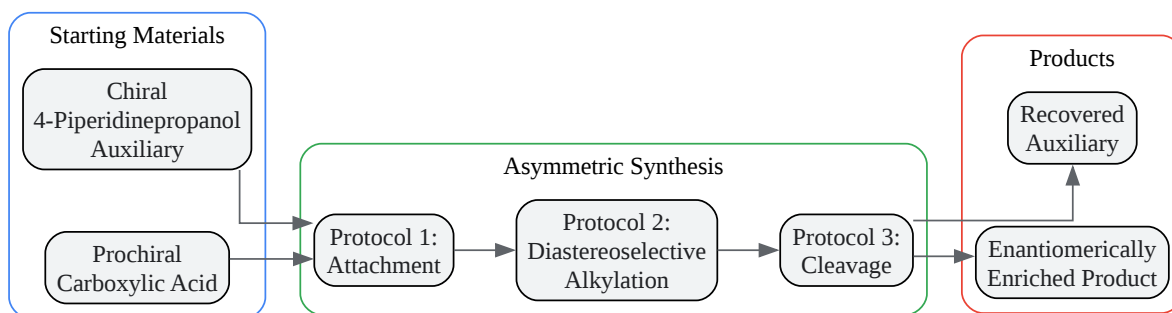 Starting Materials
Chiral
4-Piperidinepropanol
Auxiliary
Prochiral
Carboxylic Acid
Asymmetric Synthesis
Protocol 1:
Attachment
Protocol 2:
Diastereoselective
Alkylation
Protocol 3:
Cleavage
Products
Recovered
Auxiliary
Enantiomerically
Enriched Product